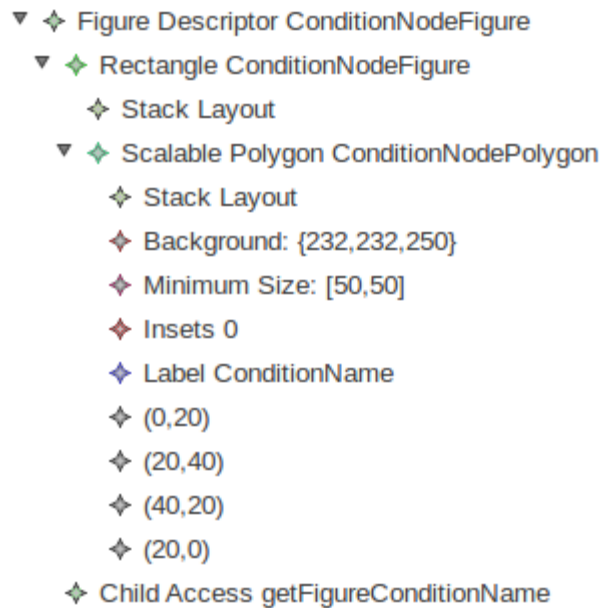 Figure Descriptor ConditionNodeFigure
Rectangle ConditionNodeFigure
Stack Layout
Scalable Polygon ConditionNodePolygon
Stack Layout
Background: {232,232,250}
Minimum Size: [50,50]
Insets 0
Label ConditionName
(0,20)
(20,40)
(40,20)
(20,0)
Child Access getFigureConditionName